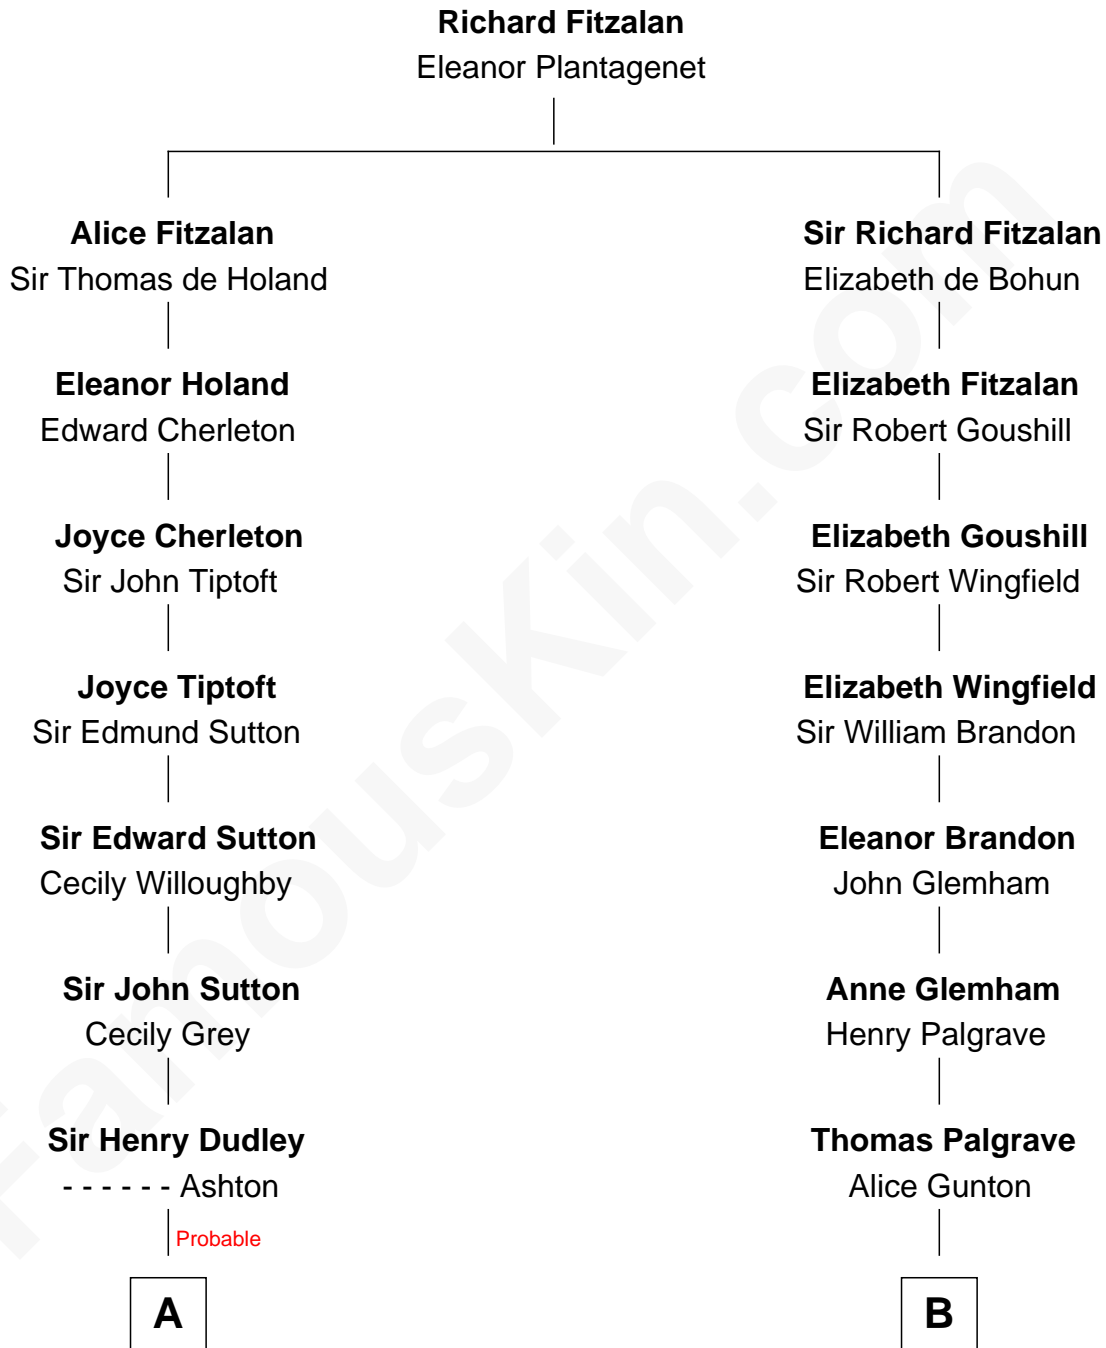 Richard Fitzalan
Eleanor Plantagenet
Alice Fitzalan
Sir Thomas de Holand
Sir Richard Fitzalan
Elizabeth de Bohun
Eleanor Holand
Edward Cherleton
Elizabeth Fitzalan
Sir Robert Goushill
Joyce Cherleton
Sir John Tiptoft
Elizabeth Goushill
Sir Robert Wingfield
Joyce Tiptoft
Sir Edmund Sutton
Elizabeth Wingfield
Sir William Brandon
Sir Edward Sutton
Cecily Willoughby
Eleanor Brandon
John Glemham
Sir John Sutton
Cecily Grey
Anne Glemham
Henry Palgrave
Sir Henry Dudley
- - - - - - Ashton
Thomas Palgrave
Alice Gunton
Probable
A
B
FamousKin.com